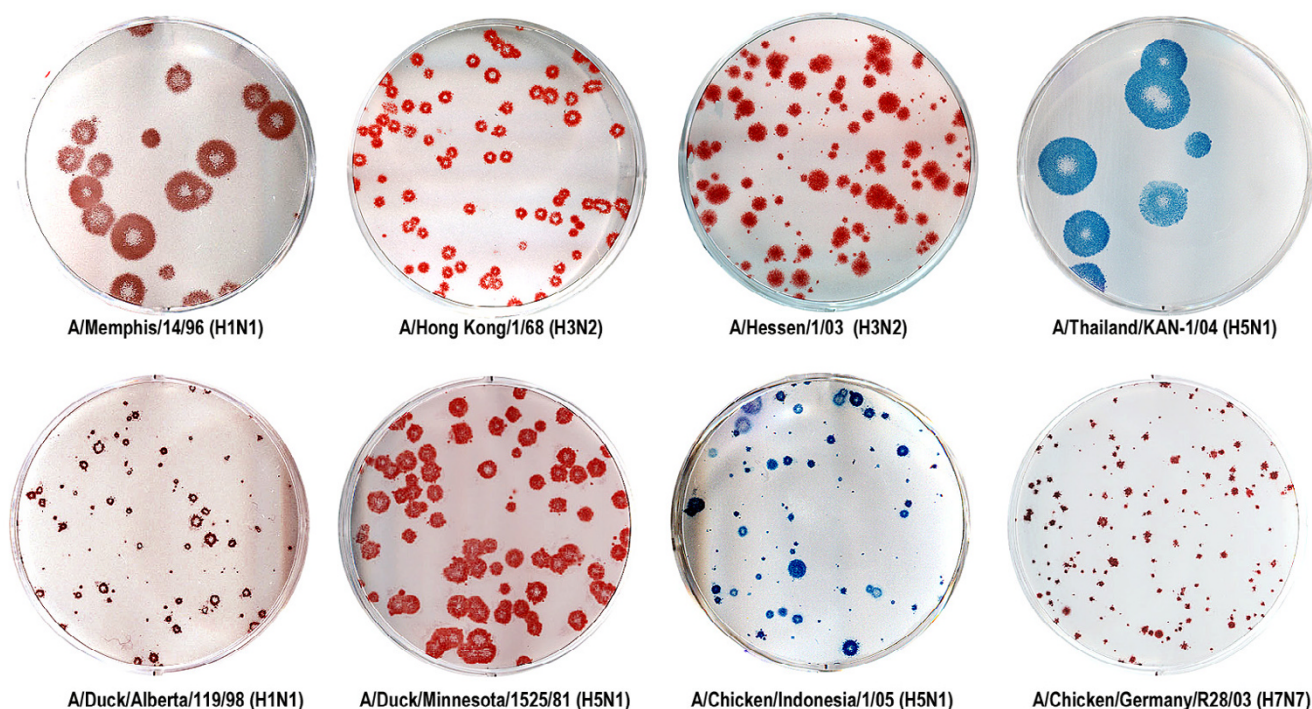 A/Memphis/14/96 (H1N1)
A/Hong Kong/1/68 (H3N2)
A/Hessen/1/03 (H3N2)
A/Thailand/KAN-1/04 (H5N1)
A/Duck/Alberta/119/98 (H1N1)
A/Duck/Minnesota/1525/81 (H5N1)
A/Chicken/Indonesia/1/05 (H5N1)
A/Chicken/Germany/R28/03 (H7N7)